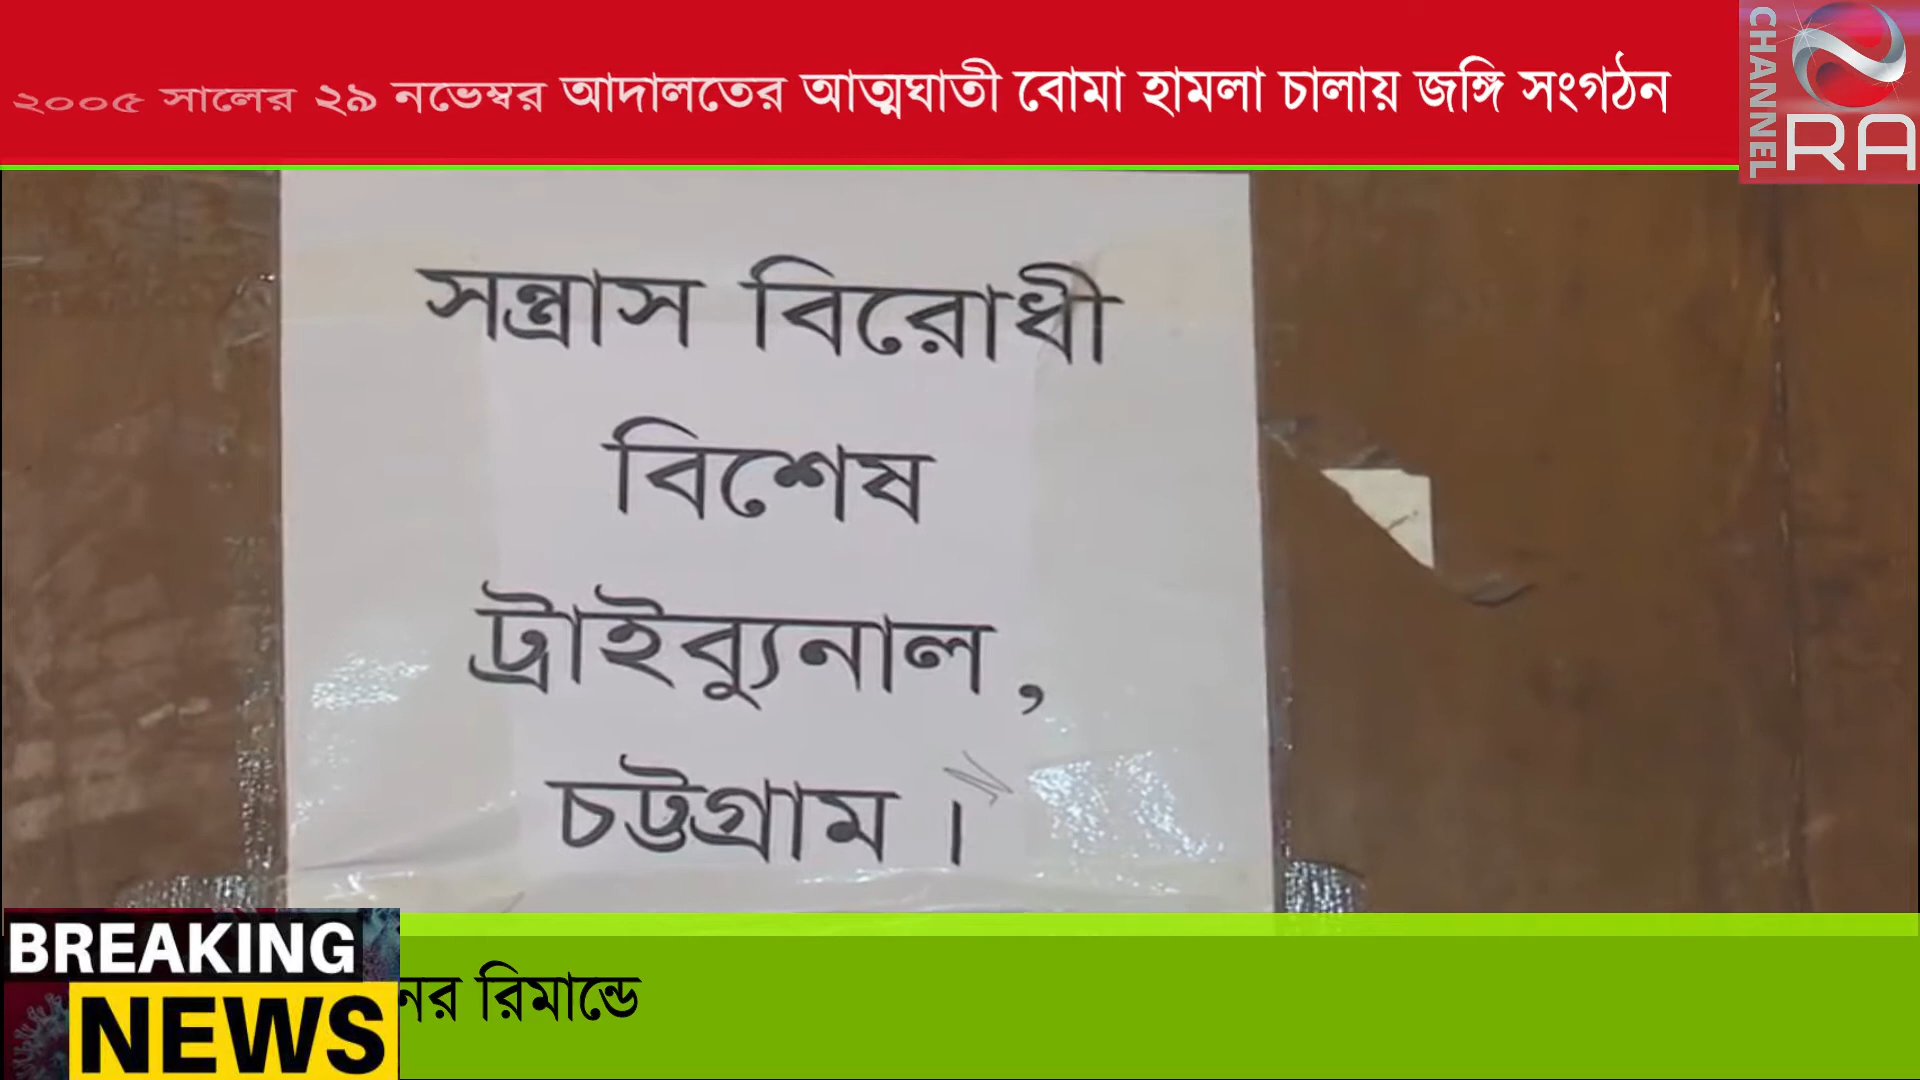 ২০০৫ সালের ২৯ নভেম্বর আদালতের আত্মঘাতী বোমা হামলা চালায় জঙ্গি সংগঠন
CHANNEL
RA
সন্ত্রাস বিরোধী
বিশেষ
ট্রাইব্যুনাল,
চট্টগ্রাম।
BREAKING
NEWS
নের রিমান্ডে